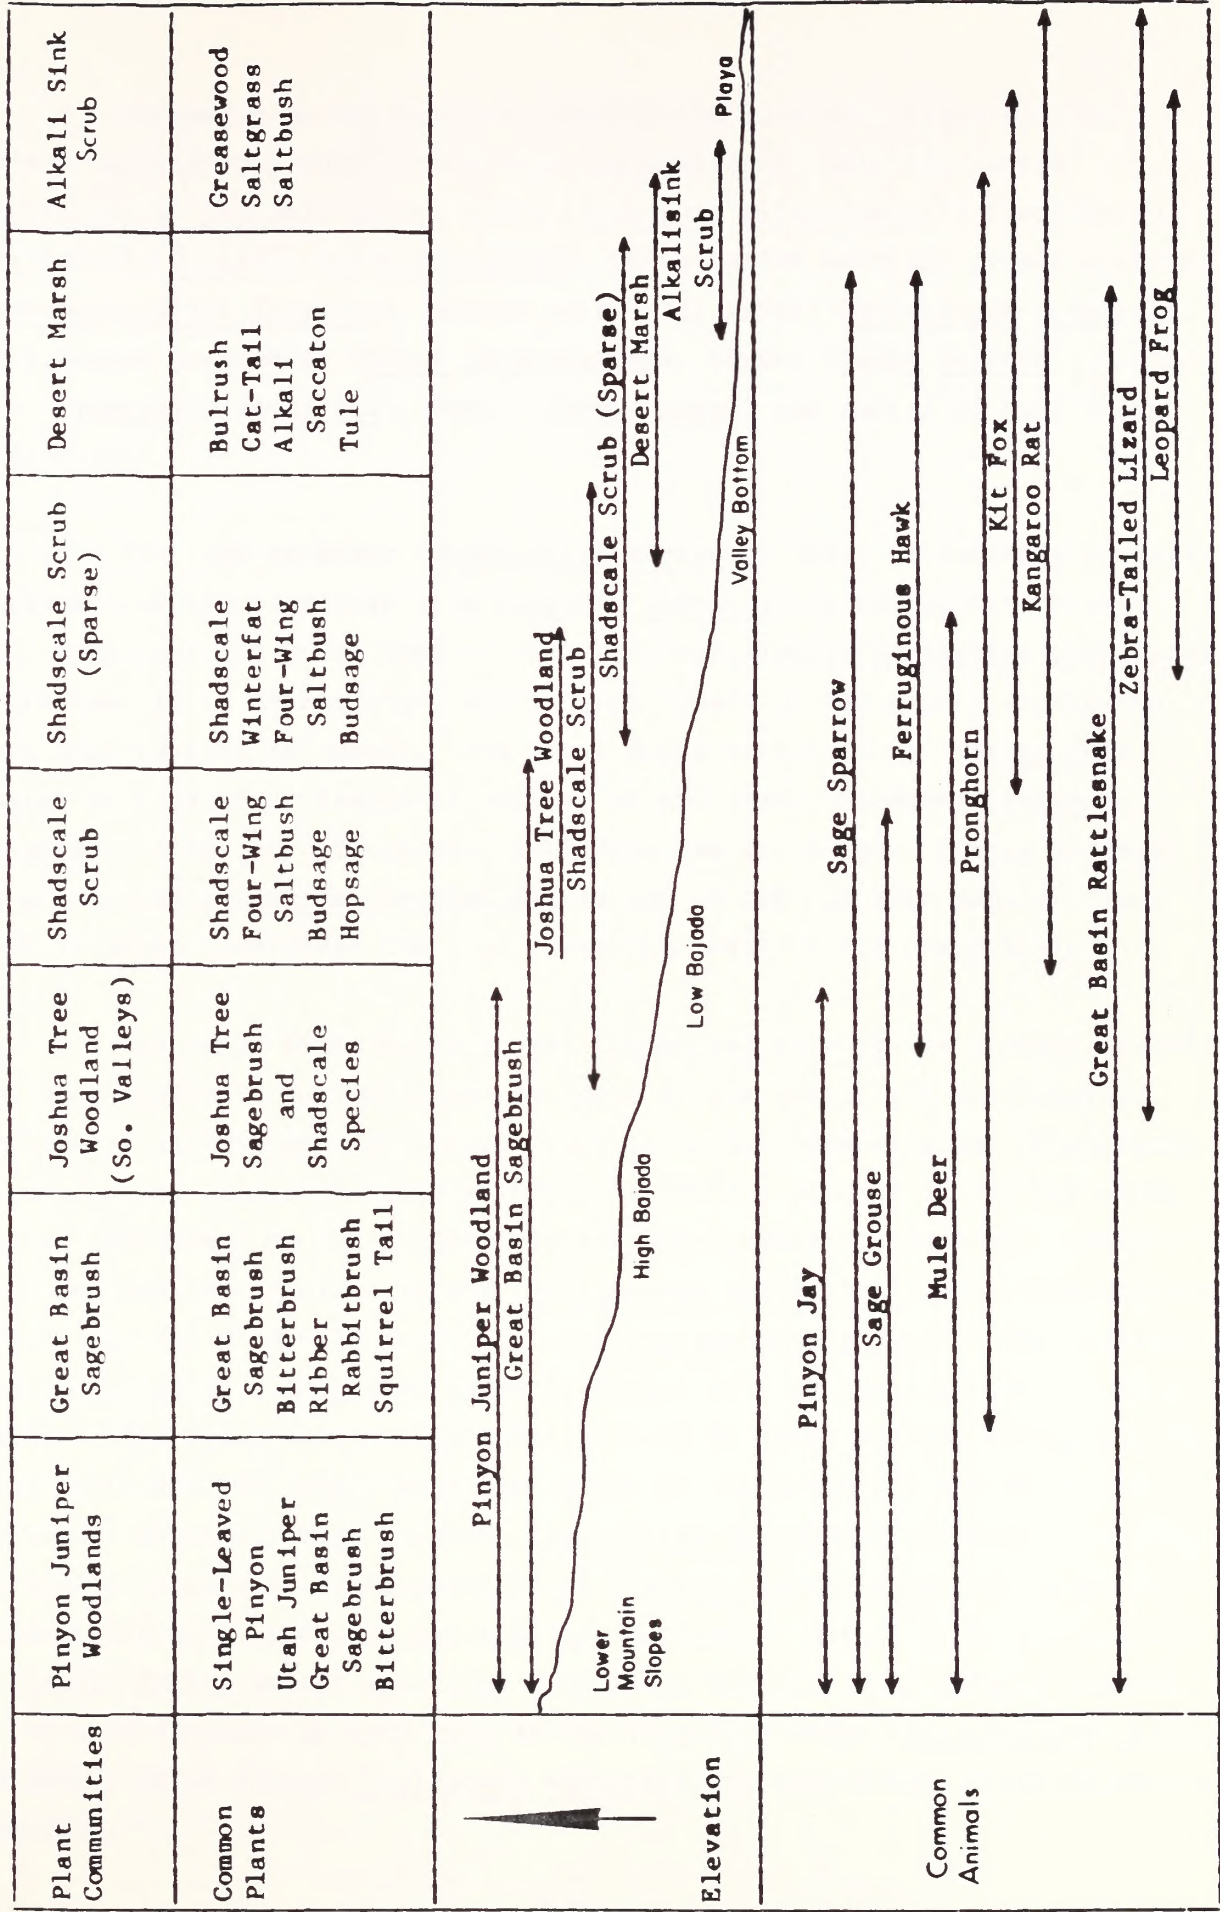 Plant
Communities
Pinyon Juniper
Woodlands
Great Basin
Sagebrush
Joshua Tree
Woodland
(So. Valleys)
Shadscale
Scrub
Shadscale Scrub
(Sparse)
Desert Marsh
Alkali Sink
Scrub
Common
Plants
Single-Leaved
Pinyon
Utah Juniper
Great Basin
Sagebrush
Bitterbrush
Great Basin
Sagebrush
Bitterbrush
Ribber
Rabbitbrush
Squirrel Tail
Joshua Tree
Sagebrush
and
Shadscale
Species
Shadscale
Four-Wing
Saltbush
Budsage
Hopsage
Shadscale
Winterfat
Four-Wing
Saltbush
Budsage
Bulrush
Cat-Tail
Alkali
Saccaton
Tule
Greasewood
Saltgrass
Saltbush
Elevation
Pinyon Juniper Woodland
Great Basin Sagebrush
Joshua Tree Woodland
Shadscale Scrub
Shadscale Scrub (Sparse)
Desert Marsh
Alkalisink
Scrub
Lower
Mountain
Slopes
High Bajada
Low Bajada
Valley Bottom
Playa
Common
Animals
Pinyon Jay
Sage Sparrow
Sage Grouse
Ferruginous Hawk
Mule Deer
Pronghorn
Kit Fox
Kangaroo Rat
Great Basin Rattlesnake
Zebra-Tailed Lizard
Leopard Frog